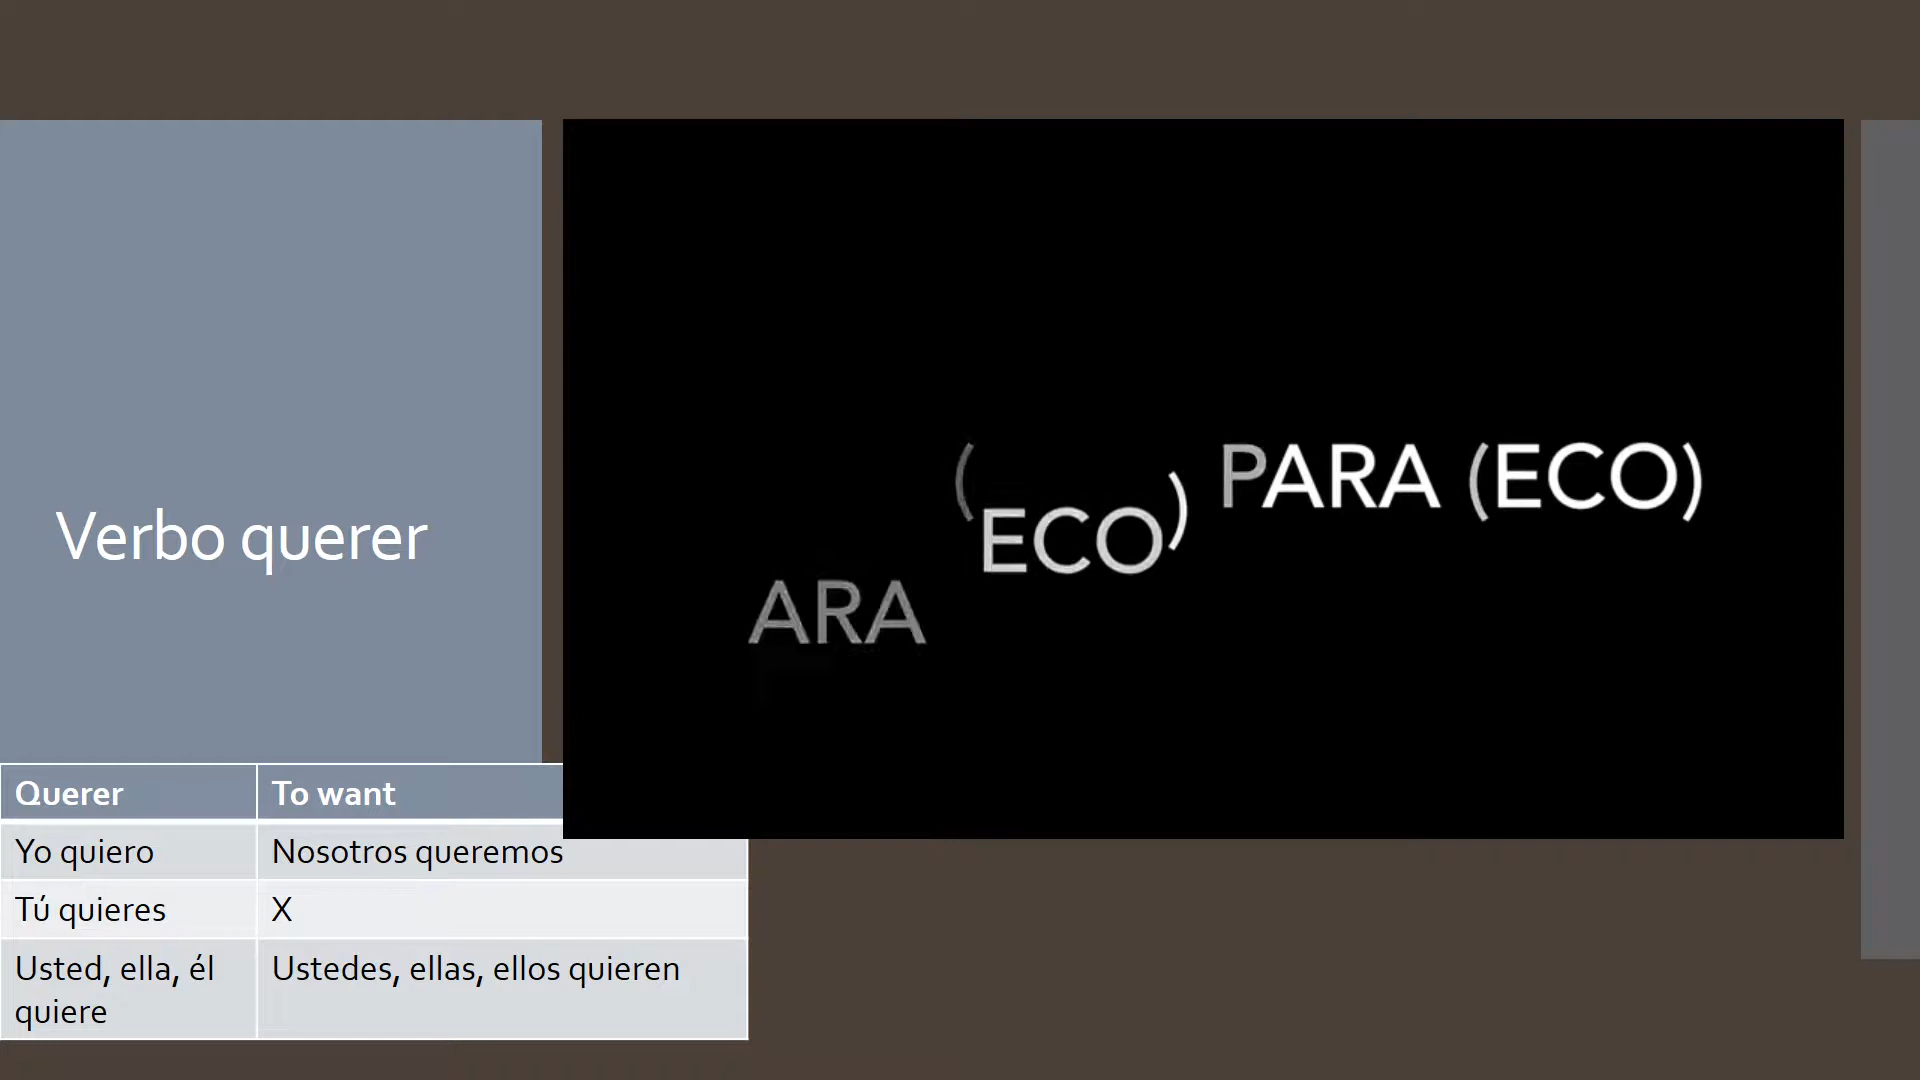 Verbo querer
PARA (ECO)
(ECO)
ARA
Querer To want
Yo quiero Nosotros queremos
Tú quieres X
Usted, ella, él Ustedes, ellas, ellos quieren
quiere